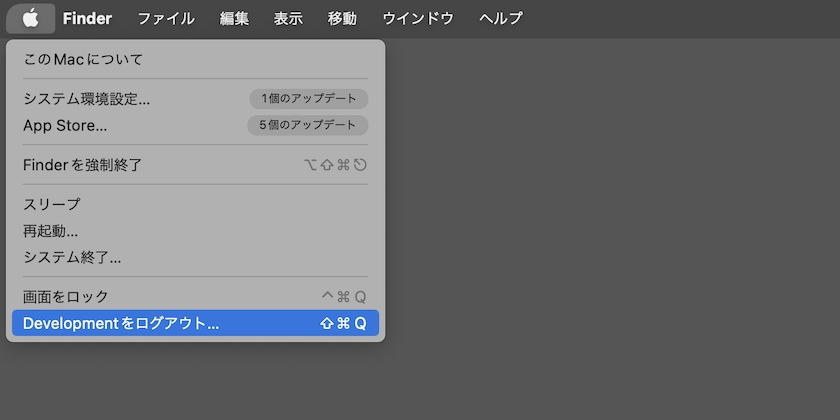 Finder ファイル 編集 表示 移動 ウインドウ ヘルプ
このMacについて
システム環境設定... 1個のアップデート
App Store... 5個のアップデート
Finderを強制終了 ⌥⇧⌘⎋
スリープ
再起動...
システム終了...
画面をロック ^⌘Q
Developmentをログアウト... ⇧⌘Q